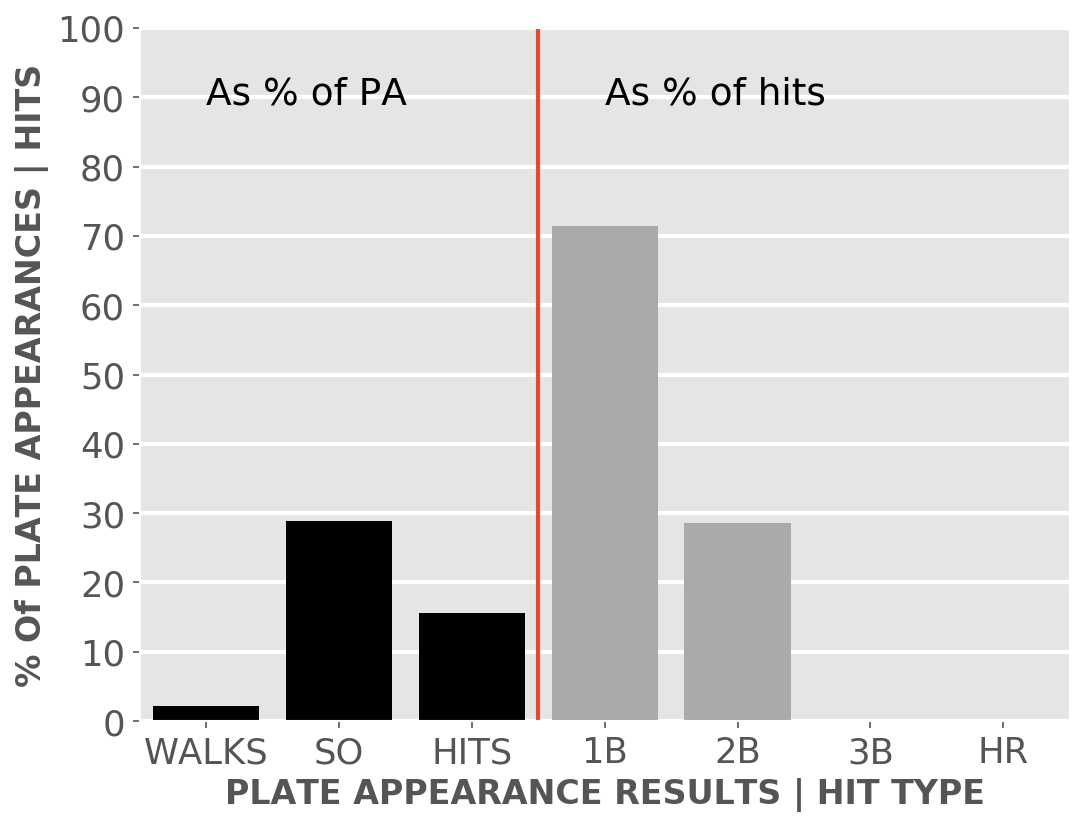 100
90
80
70
60
50
40
30
20
10
0
% Of PLATE APPEARANCES | HITS
As % of PA
As % of hits
WALKS SO HITS 1B 2B 3B HR
PLATE APPEARANCE RESULTS | HIT TYPE